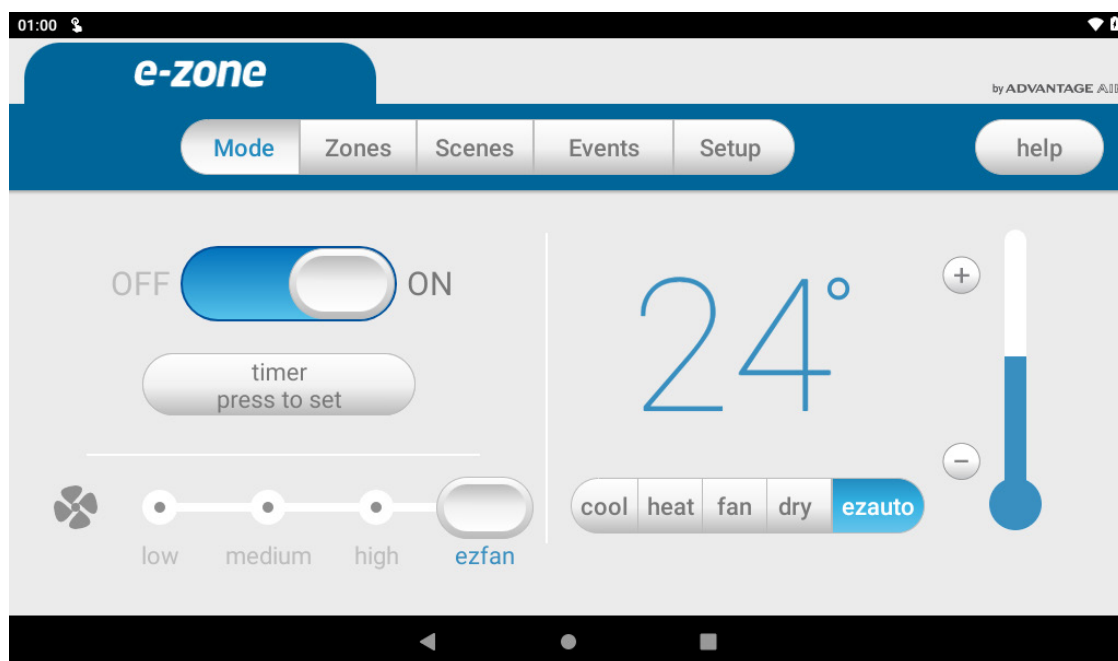 01:00
e-zone
by ADVANTAGE AIR
Mode Zones Scenes Events Setup help
OFF ON
timer
press to set
24°
+
−
cool heat fan dry ezauto
low medium high ezfan